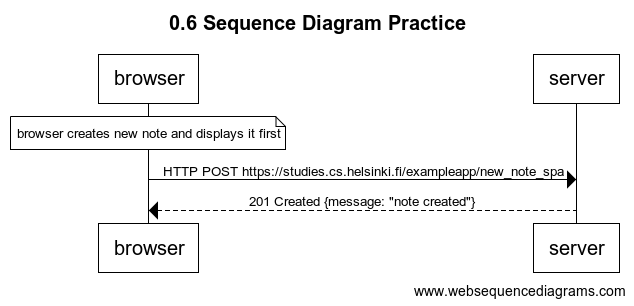 0.6 Sequence Diagram Practice
browser
server
browser creates new note and displays it first
HTTP POST https://studies.cs.helsinki.fi/exampleapp/new_note_spa
201 Created {message: "note created"}
browser
server
www.websequencediagrams.com